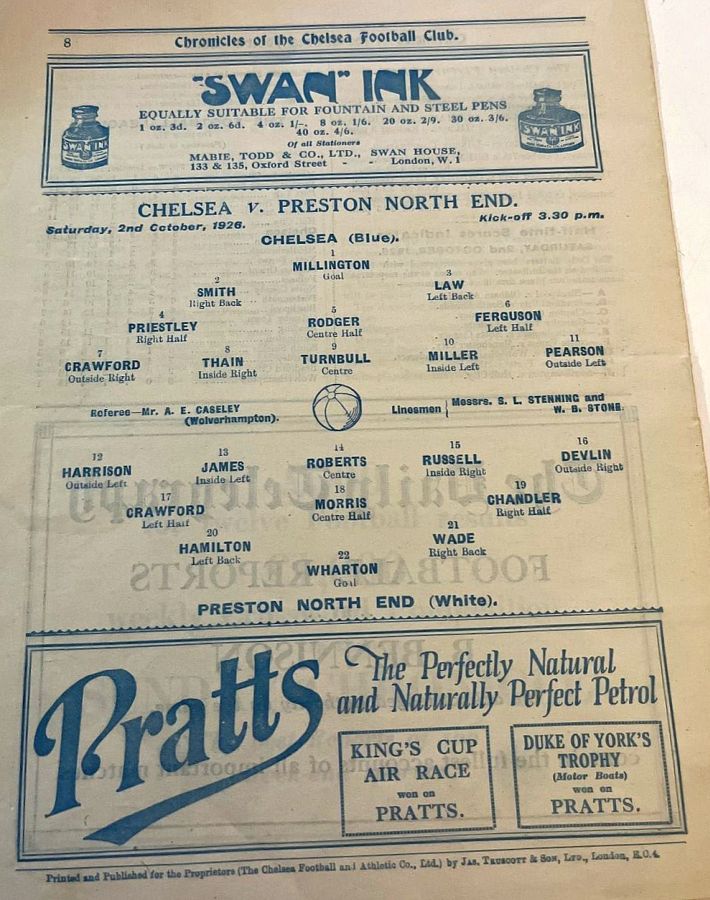 8
Chronicles of the Chelsea Football Club.
"SWAN" INK
EQUALLY SUITABLE FOR FOUNTAIN AND STEEL PENS
1 oz. 3d. 2 oz. 6d. 4 oz. 1/-. 8 oz. 1/6. 20 oz. 2/9. 30 oz. 3/6.
40 oz. 4/6.
Of all Stationers
MABIE, TODD & CO., LTD., SWAN HOUSE,
133 & 135, Oxford Street - - London, W.1
SWAN INK
SWAN INK
CHELSEA v. PRESTON NORTH END.
Saturday, 2nd October, 1926.
Kick-off 3.30 p.m.
CHELSEA (Blue).
1
MILLINGTON
Goal
2 3
SMITH LAW
Right Back Left Back
4 5 6
PRIESTLEY RODGER FERGUSON
Right Half Centre Half Left Half
7 8 9 10 11
CRAWFORD THAIN TURNBULL MILLER PEARSON
Outside Right Inside Right Centre Inside Left Outside Left
Referee—Mr. A. E. CASELEY
(Wolverhampton).
Linesmen Messrs. S. L. STENNING and
W. B. STONE.
12 13 14 15 16
HARRISON JAMES ROBERTS RUSSELL DEVLIN
Outside Left Inside Left Centre Inside Right Outside Right
17 18 19
CRAWFORD MORRIS CHANDLER
Left Half Centre Half Right Half
20 21
HAMILTON WADE
Left Back Right Back
22
WHARTON
Goal
PRESTON NORTH END (White).
Pratts
The Perfectly Natural
and Naturally Perfect Petrol
KING'S CUP
AIR RACE
won on
PRATTS.
DUKE OF YORK'S
TROPHY
(Motor Boats)
won on
PRATTS.
Printed and Published for the Proprietors (The Chelsea Football and Athletic Co., Ltd.) by JAS. TRUSCOTT & SON, LTD., London, E.C.4.